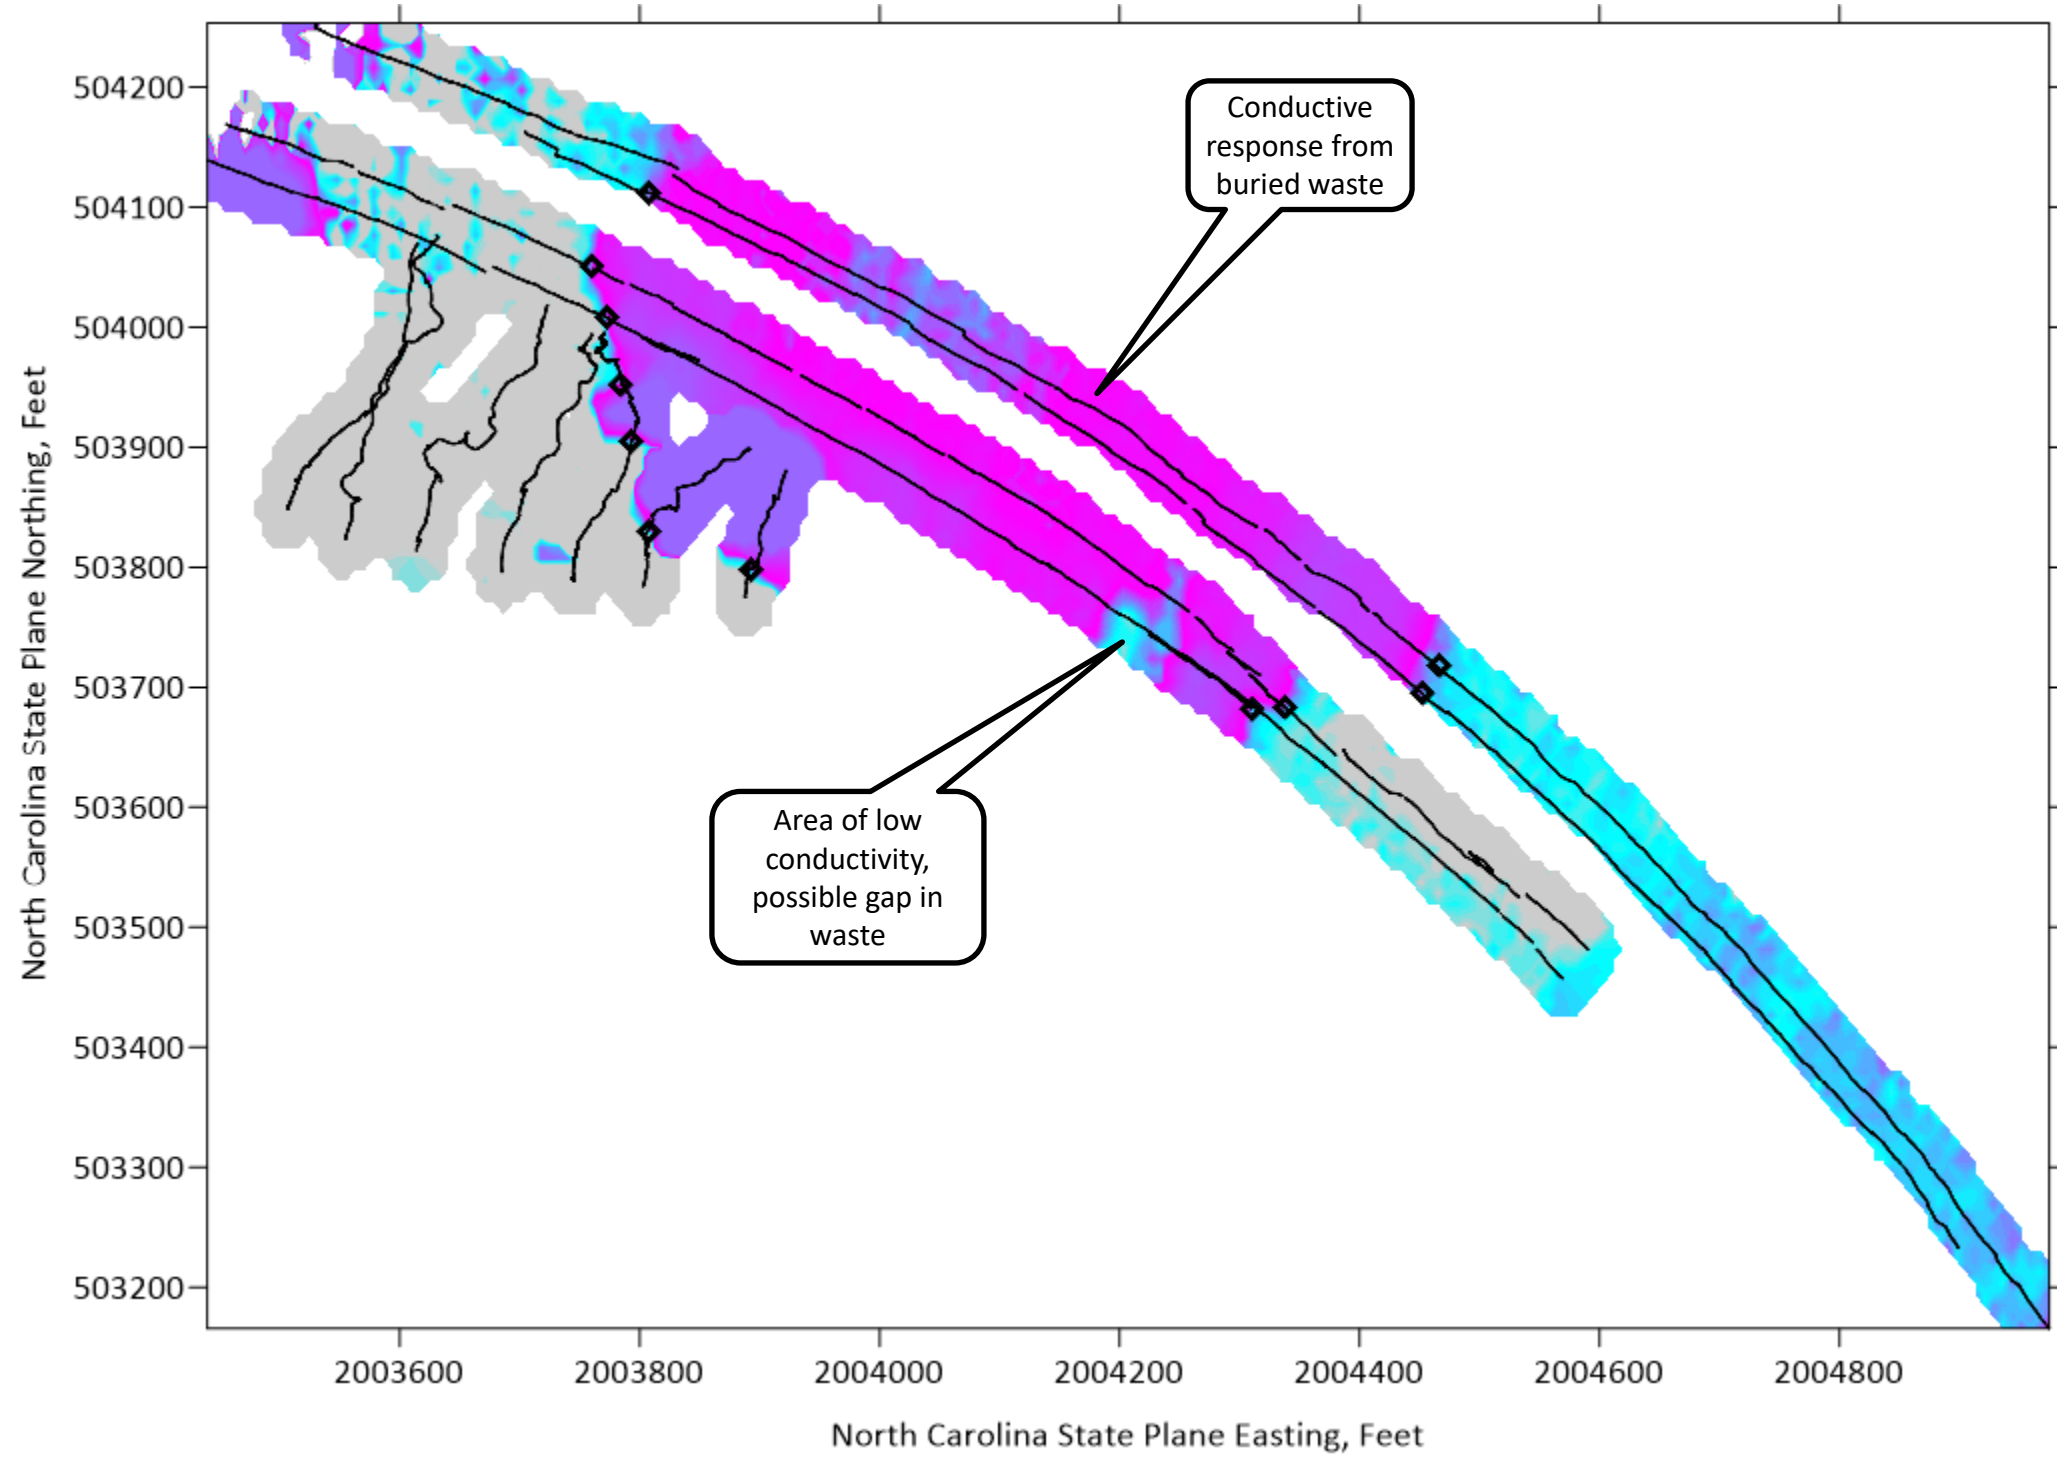 504200
504100
504000
503900
503800
503700
503600
503500
503400
503300
503200
North Carolina State Plane Northing, Feet
Conductive
response from
buried waste
Area of low
conductivity,
possible gap in
waste
2003600
2003800
2004000
2004200
2004400
2004600
2004800
North Carolina State Plane Easting, Feet